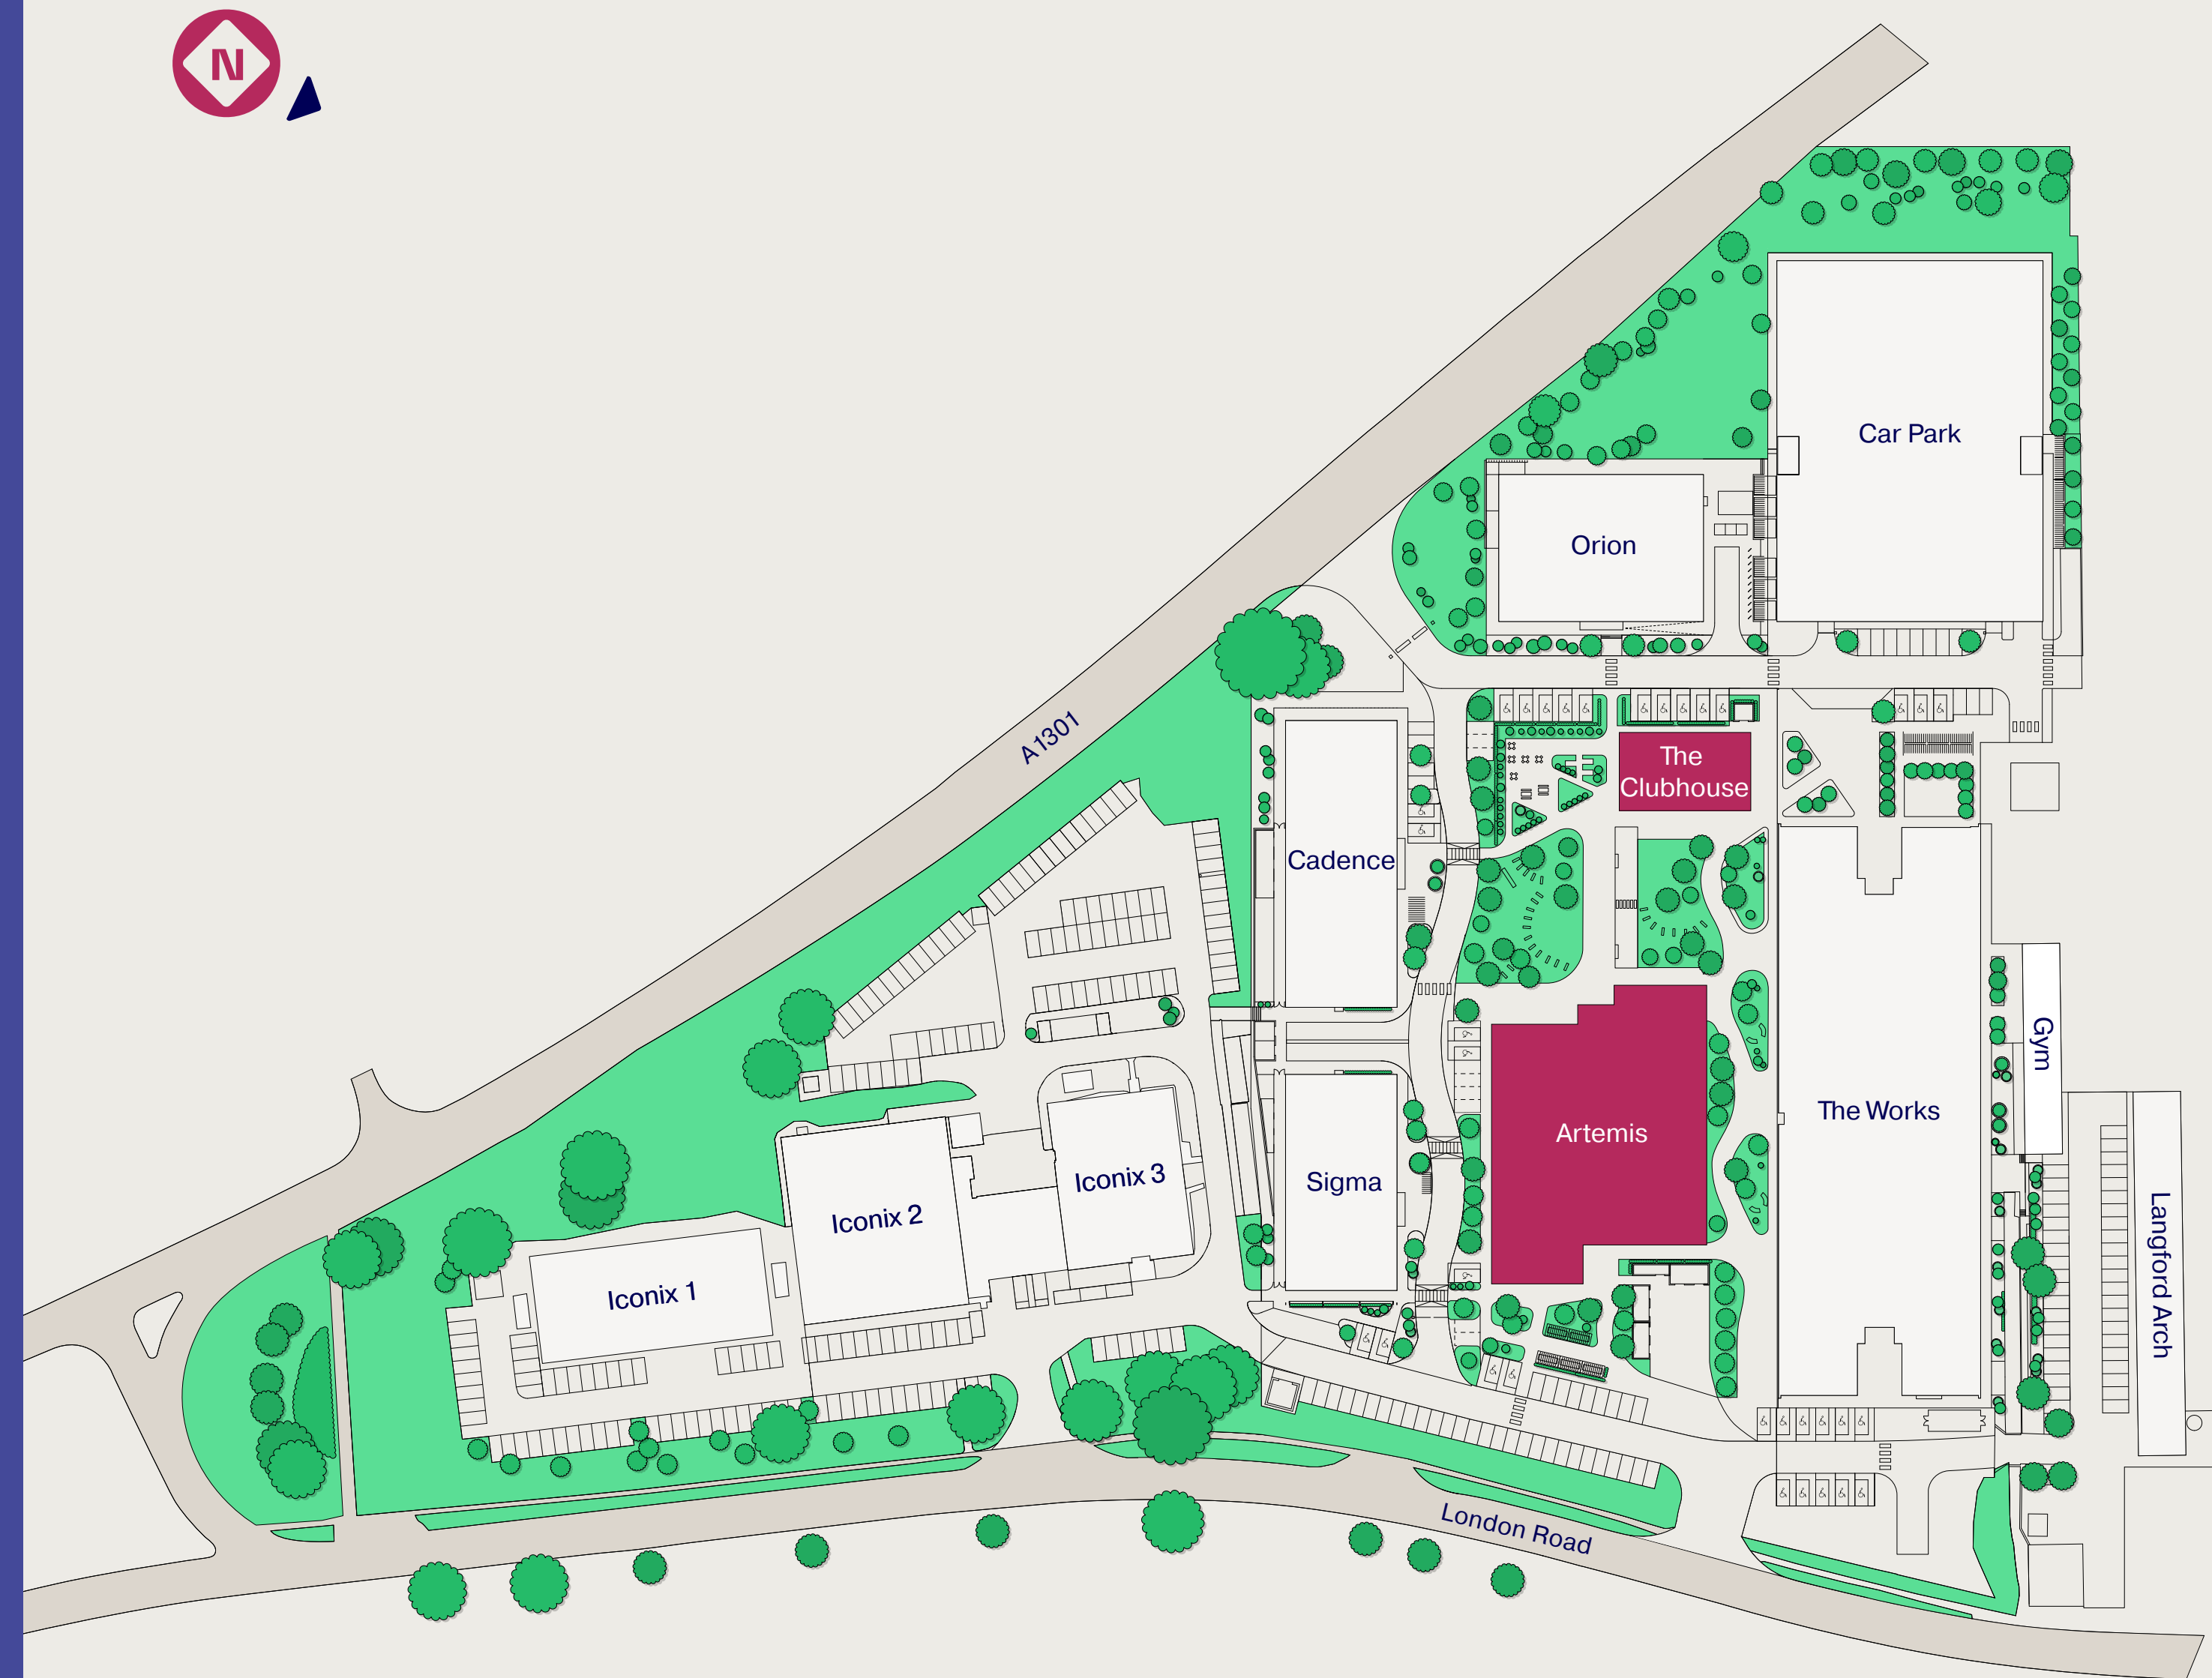 N
Car Park
Orion
A1301
The
Clubhouse
Cadence
Gym
The Works
Artemis
Iconix 3
Sigma
Iconix 2
Langford Arch
Iconix 1
London Road